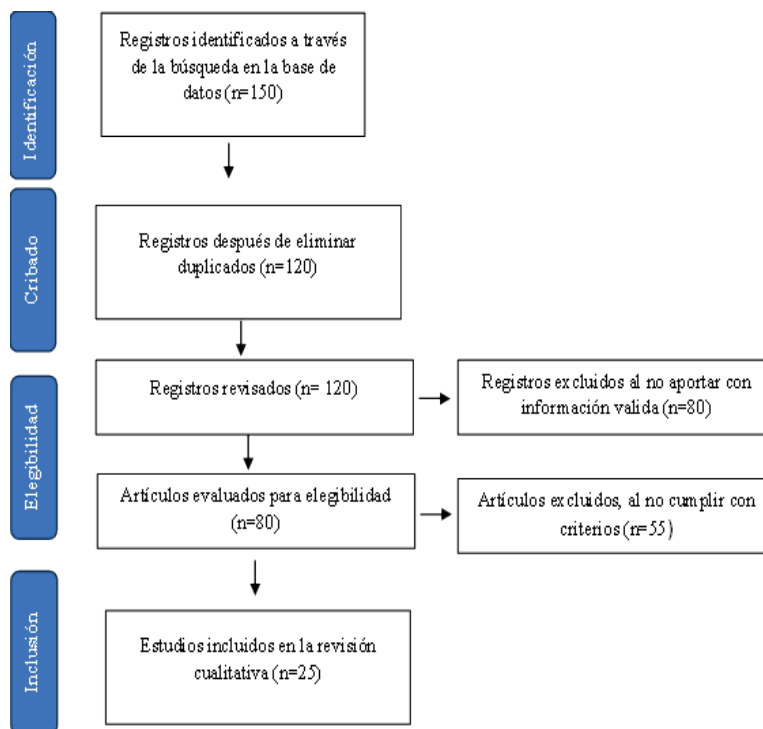 Identificación
Registros identificados a través
de la búsqueda en la base de
datos (n=150)
Cribado
Registros después de eliminar
duplicados (n=120)
Elegibilidad
Registros revisados (n= 120)
Registros excluidos al no aportar con
información valida (n=80)
Artículos evaluados para elegibilidad
(n=80)
Artículos excluidos, al no cumplir con
criterios (n=55)
Inclusión
Estudios incluidos en la revisión
cualitativa (n=25)